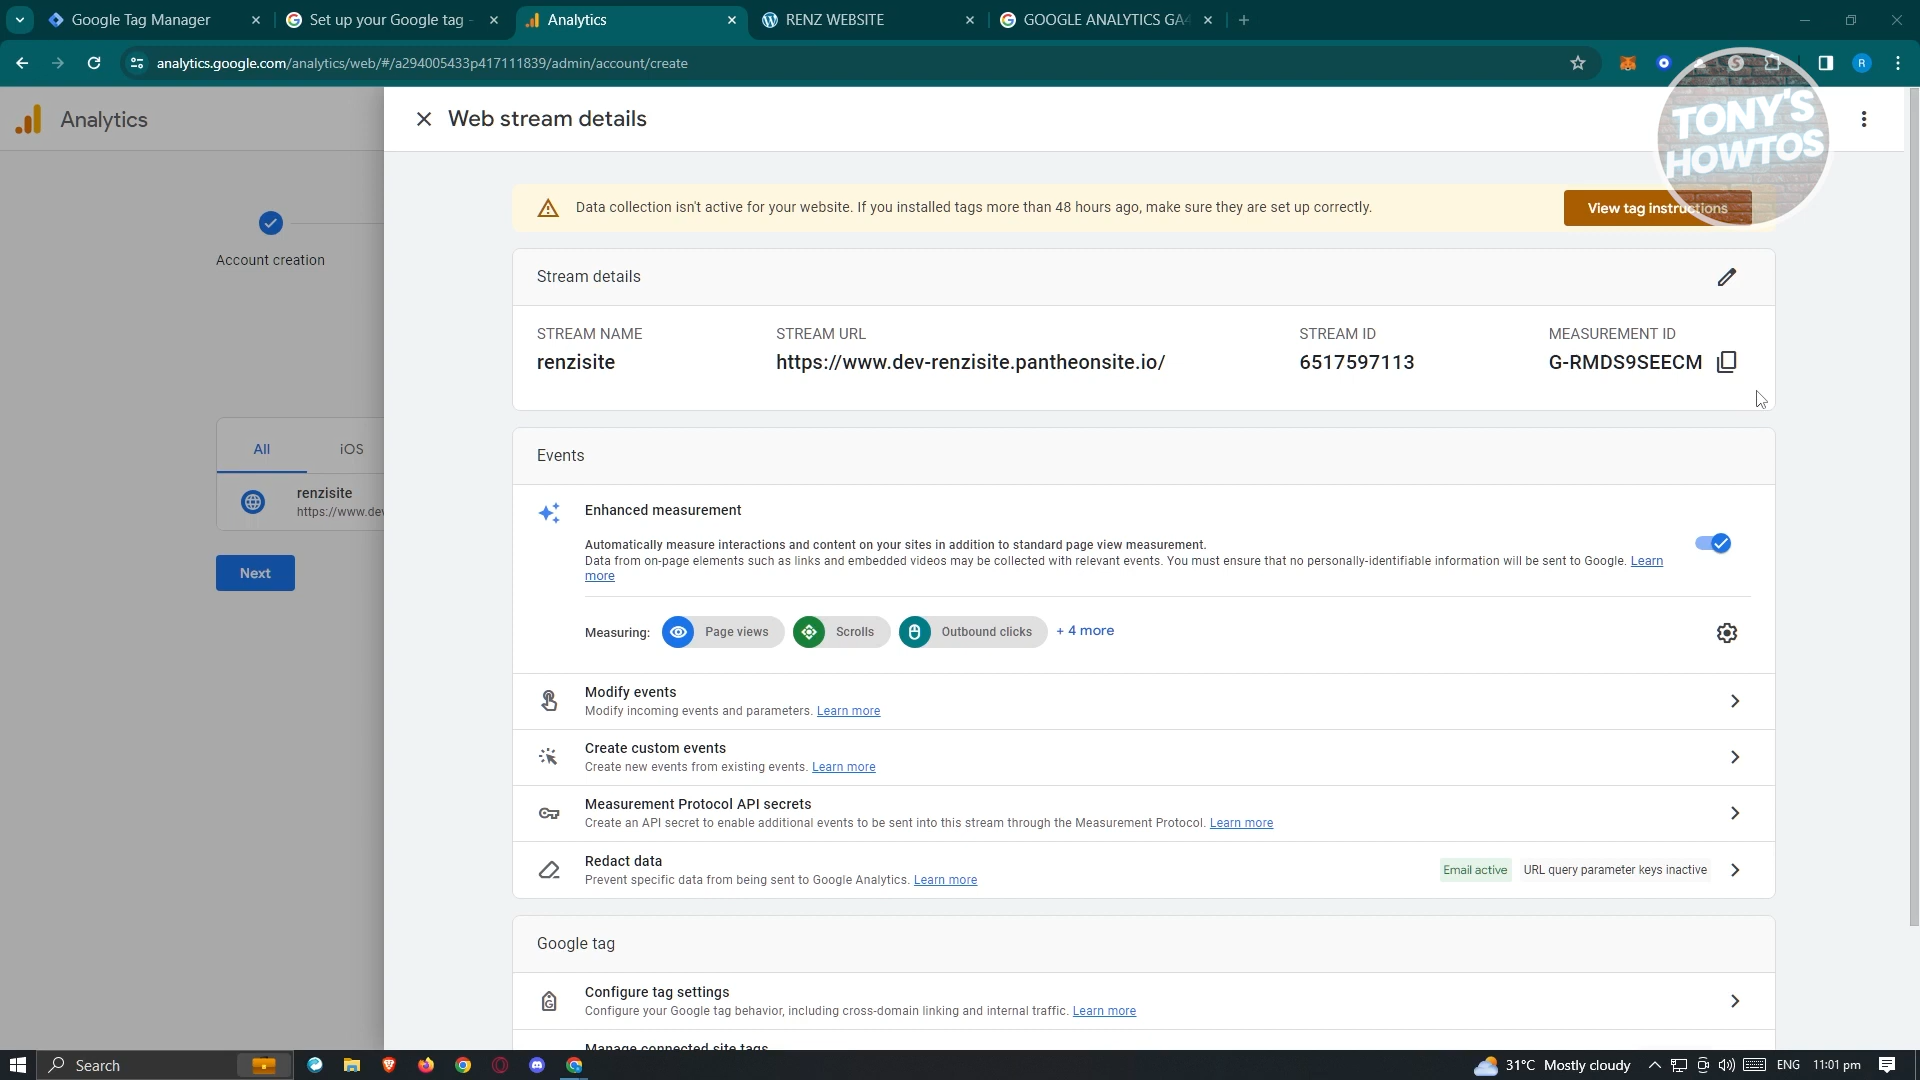 Google Tag Manager
Set up your Google tag -
Analytics
RENZ WEBSITE
GOOGLE ANALYTICS GA4
analytics.google.com/analytics/web/#/a294005433p417111839/admin/account/create
R
Analytics
Web stream details
TONY'S
HOWTOS
Data collection isn't active for your website. If you installed tags more than 48 hours ago, make sure they are set up correctly.
View tag instructions
Account creation
Stream details
STREAM NAME
STREAM URL
STREAM ID
MEASUREMENT ID
renzisite
https://www.dev-renzisite.pantheonsite.io/
6517597113
G-RMDS9SEECM
All
iOS
renzisite
https://www.dev
Next
Events
Enhanced measurement
Automatically measure interactions and content on your sites in addition to standard page view measurement.
Data from on-page elements such as links and embedded videos may be collected with relevant events. You must ensure that no personally-identifiable information will be sent to Google. Learn
more
Measuring:
Page views
Scrolls
Outbound clicks
+ 4 more
Modify events
Modify incoming events and parameters. Learn more
Create custom events
Create new events from existing events. Learn more
Measurement Protocol API secrets
Create an API secret to enable additional events to be sent into this stream through the Measurement Protocol. Learn more
Redact data
Prevent specific data from being sent to Google Analytics. Learn more
Email active
URL query parameter keys inactive
Google tag
Configure tag settings
Configure your Google tag behavior, including cross-domain linking and internal traffic. Learn more
Manage connected site tags
Search
31°C Mostly cloudy
ENG
11:01 pm